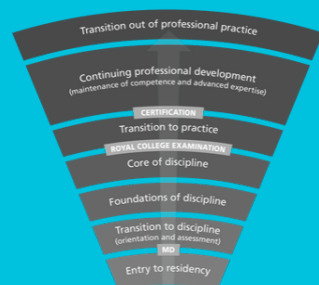 Transition out of professional practice
Continuing professional development
(maintenance of competence and advanced expertise)
CERTIFICATION
Transition to practice
ROYAL COLLEGE EXAMINATION
Core of discipline
Foundations of discipline
Transition to discipline
(orientation and assessment)
MD
Entry to residency